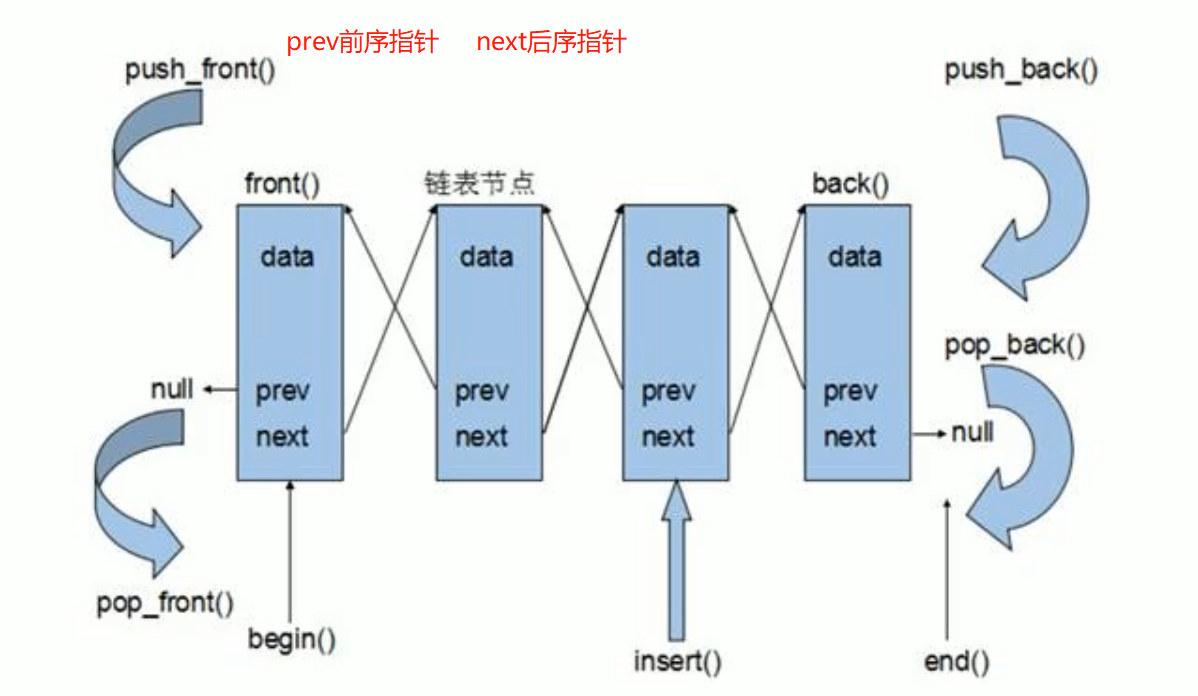 prev前序指针 next后序指针
push_front()
push_back()
front()
链表节点
back()
data
data
data
data
pop_back()
null
prev
prev
prev
prev
next
next
next
next
null
pop_front()
begin()
insert()
end()